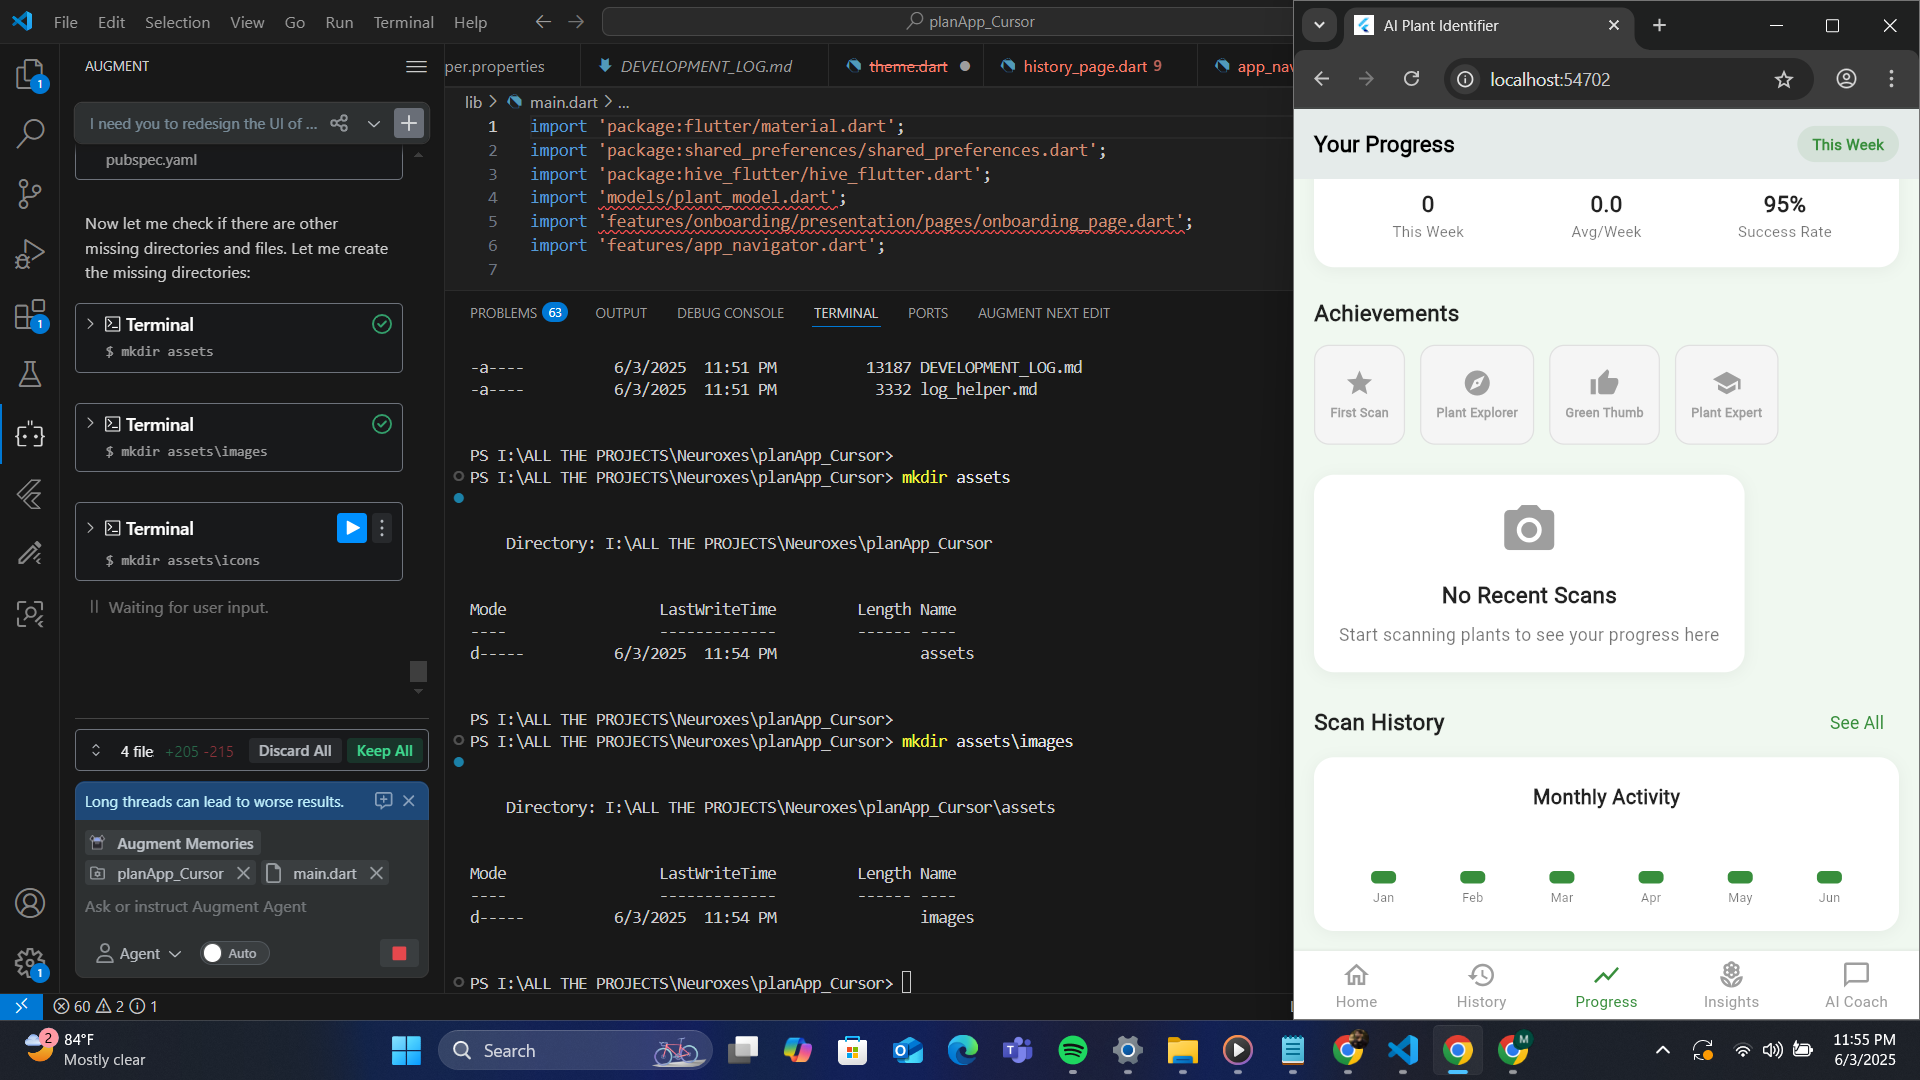 File Edit Selection View Go Run Terminal Help
planApp_Cursor
AUGMENT
I need you to redesign the UI of ...
pubspec.yaml
Now let me check if there are other
missing directories and files. Let me create
the missing directories:
Terminal
$ mkdir assets
Terminal
$ mkdir assets\images
Terminal
$ mkdir assets\icons
Waiting for user input.
4 file +205 -215 Discard All Keep All
Long threads can lead to worse results.
Augment Memories
planApp_Cursor main.dart
Ask or instruct Augment Agent
Agent Auto
1
1
1
60 2 1
per.properties DEVELOPMENT_LOG.md theme.dart history_page.dart 9 app_nav
lib > main.dart > ...
1 import 'package:flutter/material.dart';
2 import 'package:shared_preferences/shared_preferences.dart';
3 import 'package:hive_flutter/hive_flutter.dart';
4 import 'models/plant_model.dart';
5 import 'features/onboarding/presentation/pages/onboarding_page.dart';
6 import 'features/app_navigator.dart';
7
PROBLEMS 63 OUTPUT DEBUG CONSOLE TERMINAL PORTS AUGMENT NEXT EDIT
-a---- 6/3/2025 11:51 PM 13187 DEVELOPMENT_LOG.md
-a---- 6/3/2025 11:51 PM 3332 log_helper.md
PS I:\ALL THE PROJECTS\Neuroxes\planApp_Cursor>
PS I:\ALL THE PROJECTS\Neuroxes\planApp_Cursor> mkdir assets
Directory: I:\ALL THE PROJECTS\Neuroxes\planApp_Cursor
Mode LastWriteTime Length Name
---- ------------- ------ ----
d----- 6/3/2025 11:54 PM assets
PS I:\ALL THE PROJECTS\Neuroxes\planApp_Cursor>
PS I:\ALL THE PROJECTS\Neuroxes\planApp_Cursor> mkdir assets\images
Directory: I:\ALL THE PROJECTS\Neuroxes\planApp_Cursor\assets
Mode LastWriteTime Length Name
---- ------------- ------ ----
d----- 6/3/2025 11:54 PM images
PS I:\ALL THE PROJECTS\Neuroxes\planApp_Cursor>
AI Plant Identifier
localhost:54702
Your Progress This Week
0 0.0 95%
This Week Avg/Week Success Rate
Achievements
First Scan Plant Explorer Green Thumb Plant Expert
No Recent Scans
Start scanning plants to see your progress here
Scan History See All
Monthly Activity
Jan Feb Mar Apr May Jun
Home History Progress Insights AI Coach
2 84°F
Mostly clear
Search
M
11:55 PM
6/3/2025